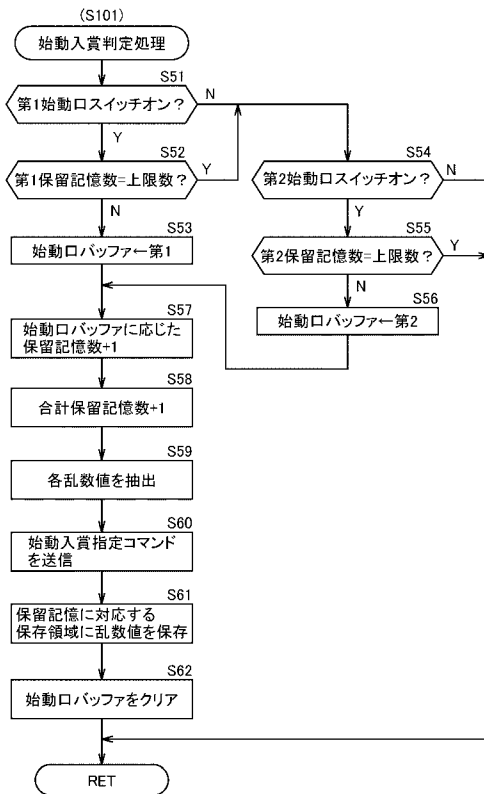 (S101)
始動入賞判定処理
S51
第1始動口スイッチオン?
N
Y
S52
第1保留記憶数=上限数?
Y
N
S53
始動口バッファ←第1
S54
第2始動口スイッチオン?
N
Y
S55
第2保留記憶数=上限数?
Y
N
S56
始動口バッファ←第2
S57
始動口バッファに応じた
保留記憶数+1
S58
合計保留記憶数+1
S59
各乱数値を抽出
S60
始動入賞指定コマンド
を送信
S61
保留記憶に対応する
保存領域に乱数値を保存
S62
始動口バッファをクリア
RET